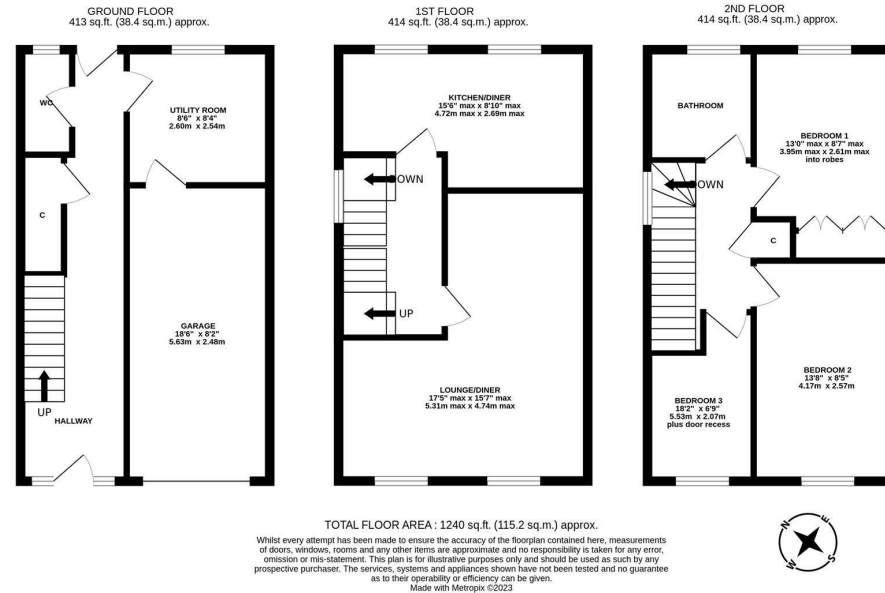 GROUND FLOOR
413 sq.ft. (38.4 sq.m.) approx.
WC
UTILITY ROOM
8'6" x 8'4"
2.60m x 2.54m
C
GARAGE
18'6" x 8'2"
5.63m x 2.48m
UP
HALLWAY
1ST FLOOR
414 sq.ft. (38.4 sq.m.) approx.
KITCHEN/DINER
15'6" max x 8'10" max
4.72m max x 2.69m max
DOWN
UP
LOUNGE/DINER
17'5" max x 15'7" max
5.31m max x 4.74m max
2ND FLOOR
414 sq.ft. (38.4 sq.m.) approx.
BATHROOM
BEDROOM 1
13'0" max x 8'7" max
3.95m max x 2.61m max
into robes
DOWN
C
BEDROOM 2
13'8" x 8'5"
4.17m x 2.57m
BEDROOM 3
18'2" x 6'9"
5.53m x 2.07m
plus door recess
TOTAL FLOOR AREA : 1240 sq.ft. (115.2 sq.m.) approx.
Whilst every attempt has been made to ensure the accuracy of the floorplan contained here, measurements
of doors, windows, rooms and any other items are approximate and no responsibility is taken for any error,
omission or mis-statement. This plan is for illustrative purposes only and should be used as such by any
prospective purchaser. The services, systems and appliances shown have not been tested and no guarantee
as to their operability or efficiency can be given.
Made with Metropix ©2023
N
E
W
S